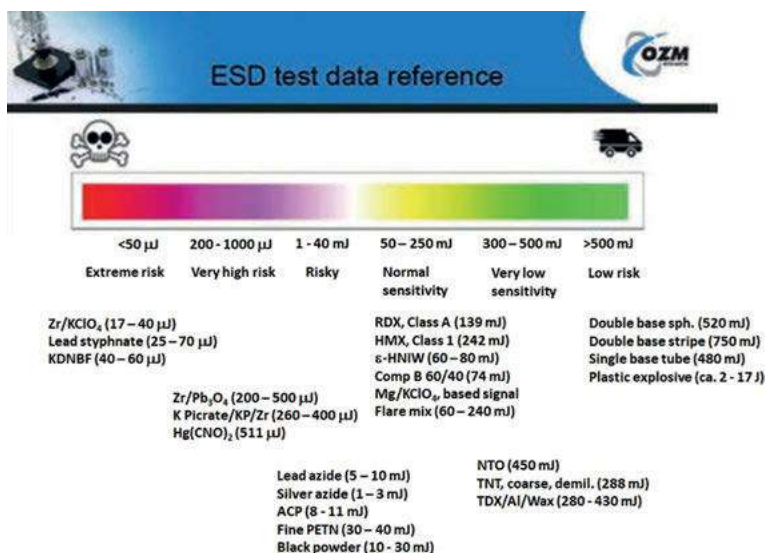 ESD test data reference
OZM
RESEARCH
<50 µJ
200 - 1000 µJ
1 - 40 mJ
50 – 250 mJ
300 – 500 mJ
>500 mJ
Extreme risk
Very high risk
Risky
Normal
sensitivity
Very low
sensitivity
Low risk
Zr/KClO₄ (17 – 40 µJ)
Lead styphnate (25 – 70 µJ)
KDNBF (40 – 60 µJ)
Zr/Pb₃O₄ (200 – 500 µJ)
K Picrate/KP/Zr (260 – 400 µJ)
Hg(CNO)₂ (511 µJ)
Lead azide (5 – 10 mJ)
Silver azide (1 – 3 mJ)
ACP (8 - 11 mJ)
Fine PETN (30 – 40 mJ)
Black powder (10 - 30 mJ)
RDX, Class A (139 mJ)
HMX, Class 1 (242 mJ)
ε-HNIW (60 – 80 mJ)
Comp B 60/40 (74 mJ)
Mg/KClO₄, based signal
Flare mix (60 – 240 mJ)
NTO (450 mJ)
TNT, coarse, demil. (288 mJ)
TDX/Al/Wax (280 - 430 mJ)
Double base sph. (520 mJ)
Double base stripe (750 mJ)
Single base tube (480 mJ)
Plastic explosive (ca. 2 - 17 J)